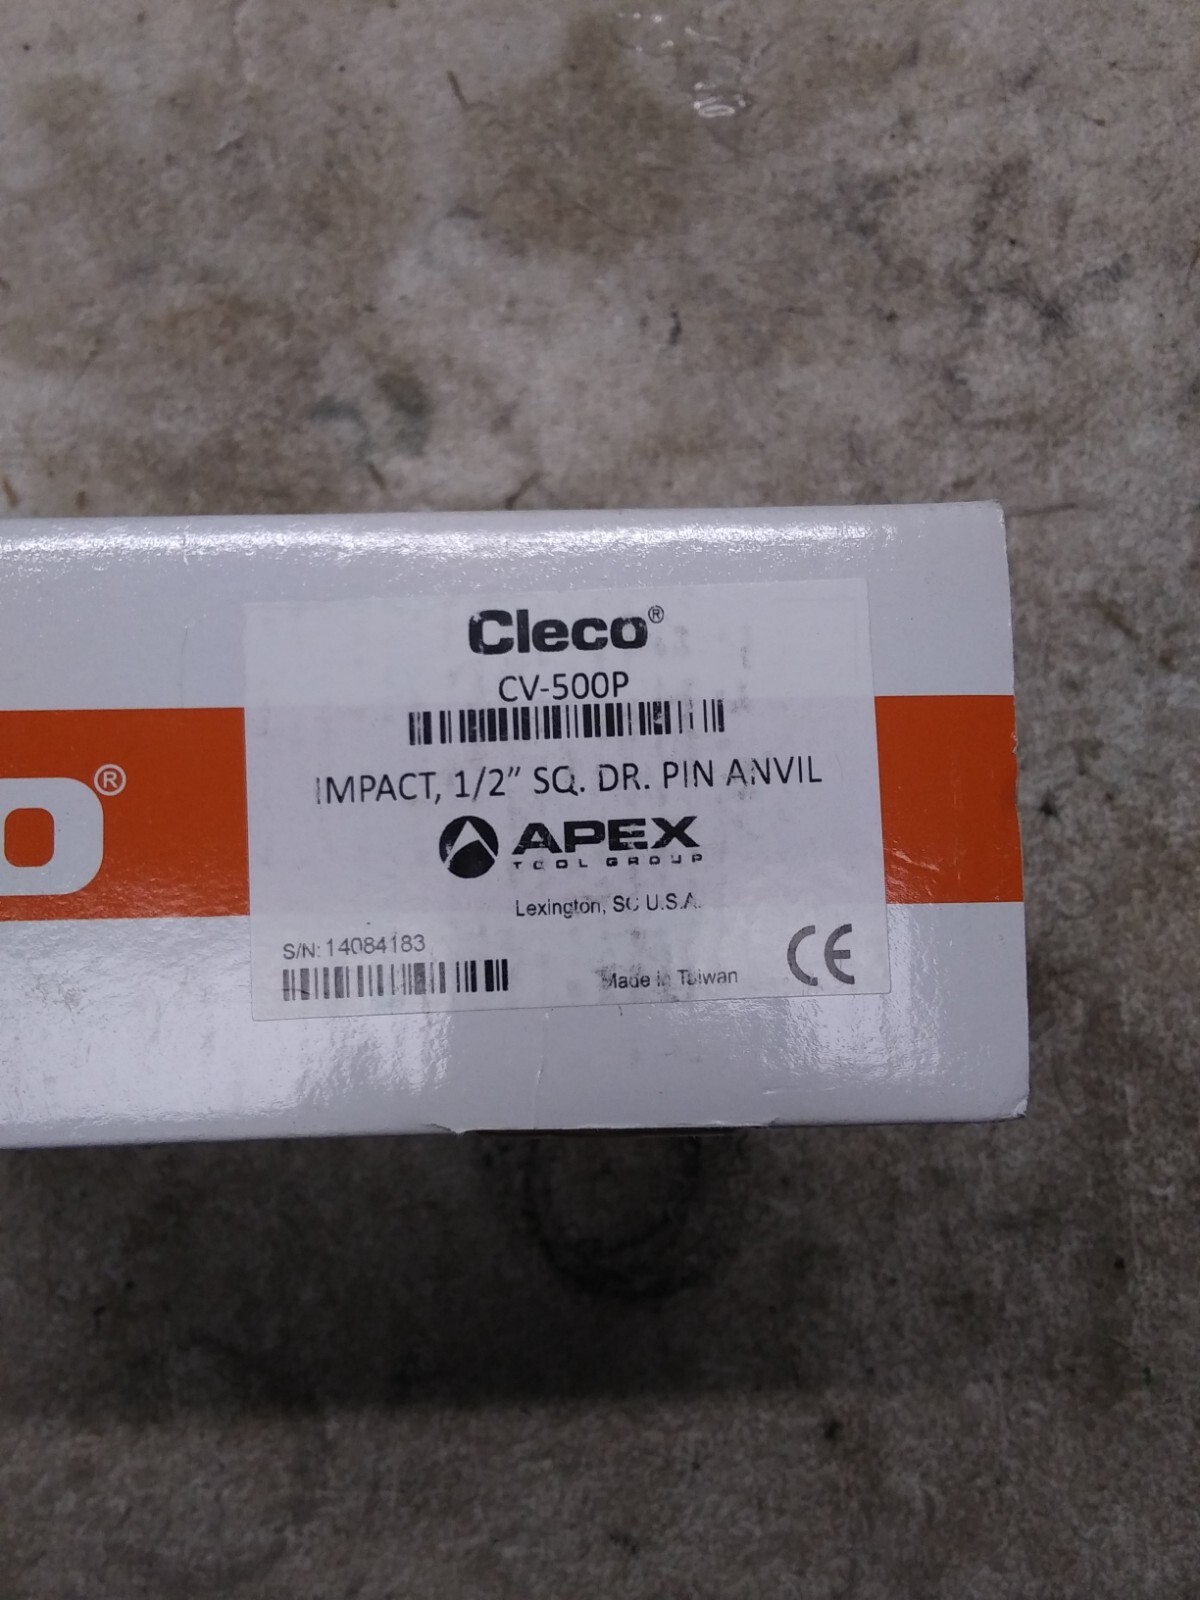 Cleco®
CV-500P
IMPACT, 1/2” SQ. DR. PIN ANVIL
APEX
TOOL GROUP
Lexington, SC U.S.A.
S/N: 14084183
Made in Taiwan
CE
o®